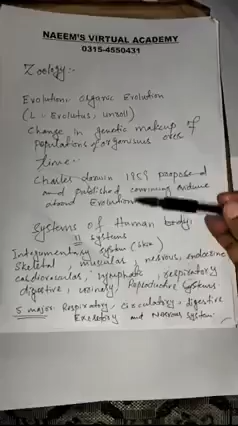 NAEEM'S VIRTUAL ACADEMY
0315-4550431
Zoology:-
Evolution: Organic Evolution
(L = Evolutus, unroll)
Change in genetic makeup of
populations of organisms over
time.
Charles darwin 1959 proposed
and published convincing evidence
about Evolution
Systems of Human body:
11 systems
Integumentary system (skin)
Skeletal, muscular, nervous, endocrine
cardiovascular, lymphatic, respiratory
digestive, urinary, Reproductive Systems.
5 major Respiratory, circulatory, digestive
Excretory and Nervous system